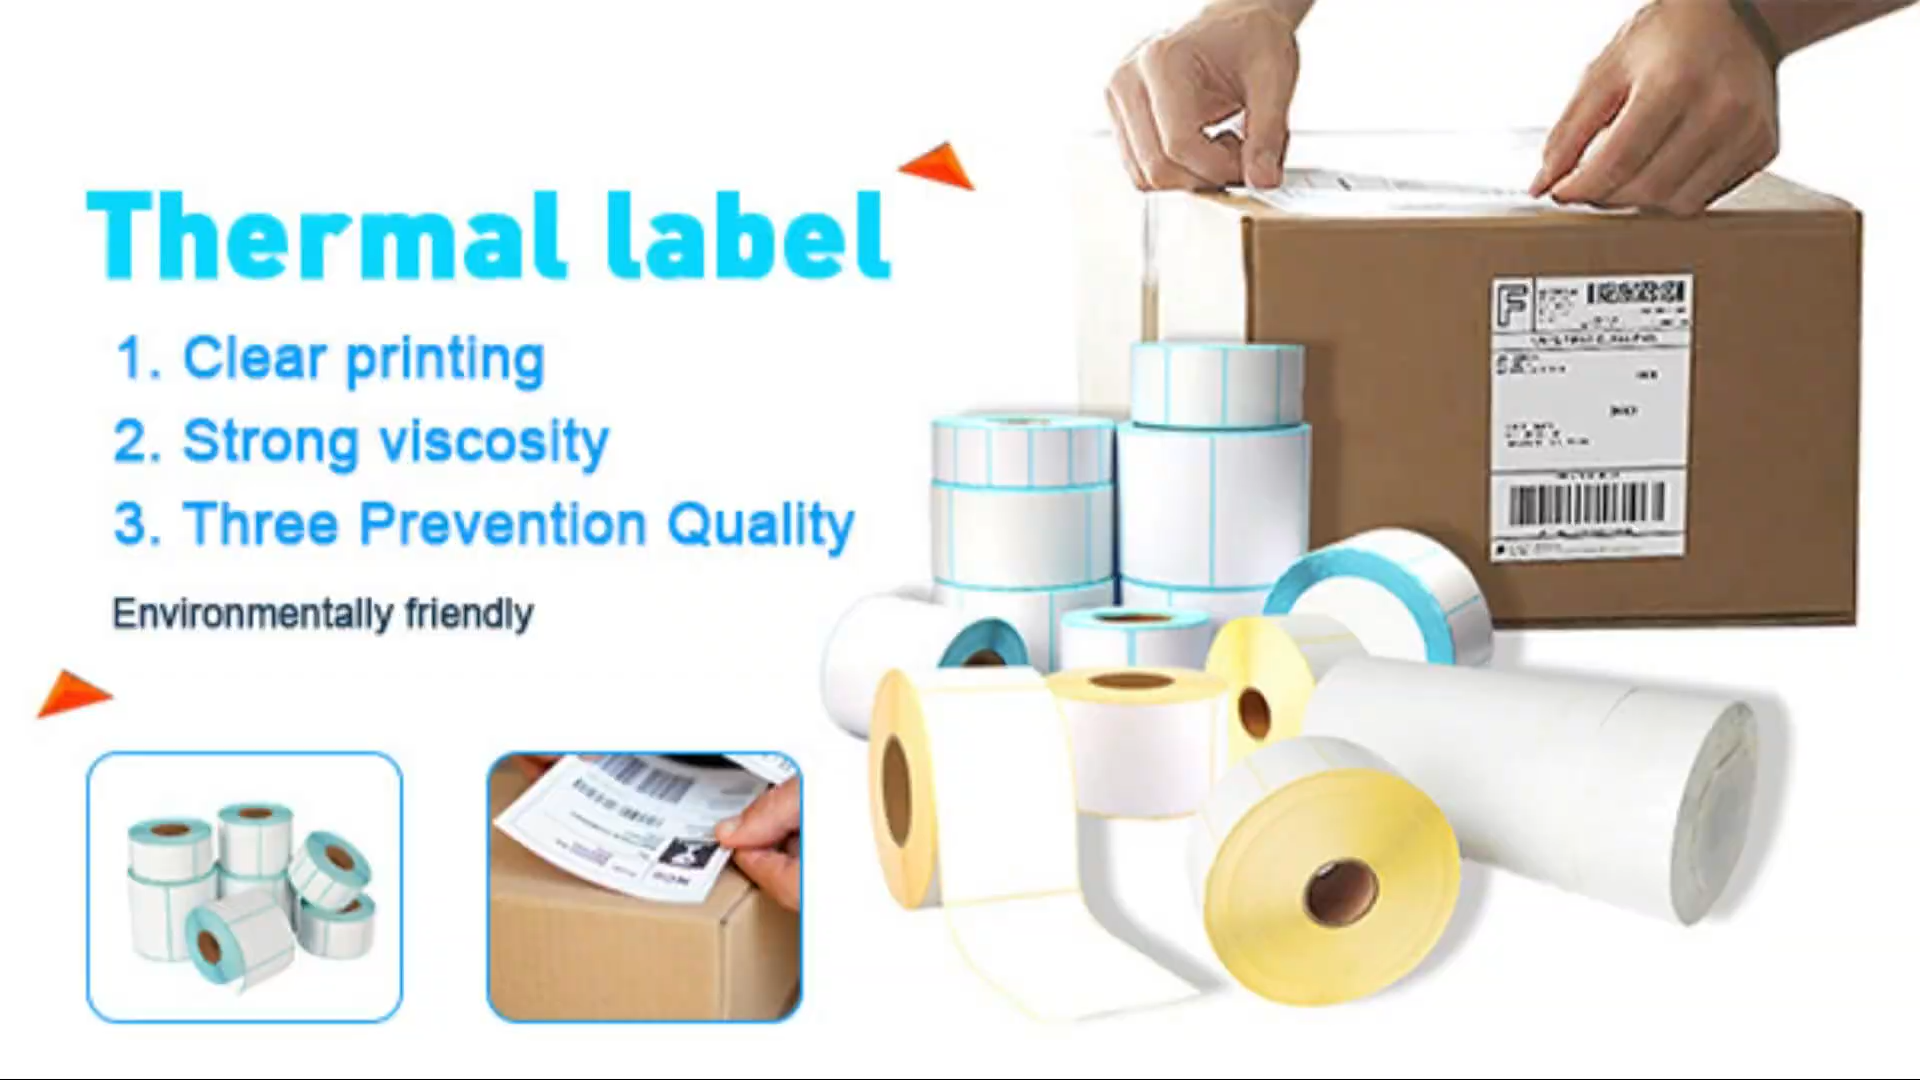 Thermal label
1. Clear printing
2. Strong viscosity
3. Three Prevention Quality
Environmentally friendly
F